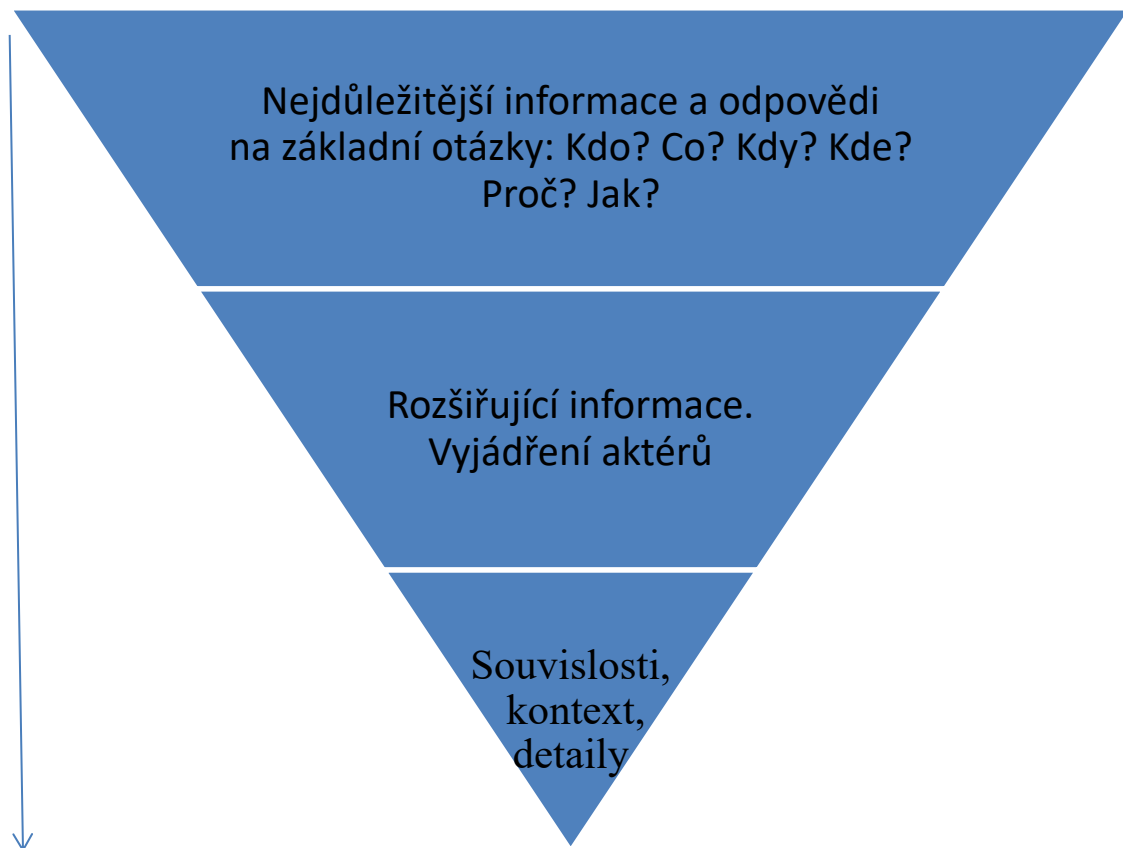 Nejdůležitější informace a odpovědi
na základní otázky: Kdo? Co? Kdy? Kde?
Proč? Jak?
Rozšiřující informace.
Vyjádření aktérů
Souvislosti,
kontext,
detaily